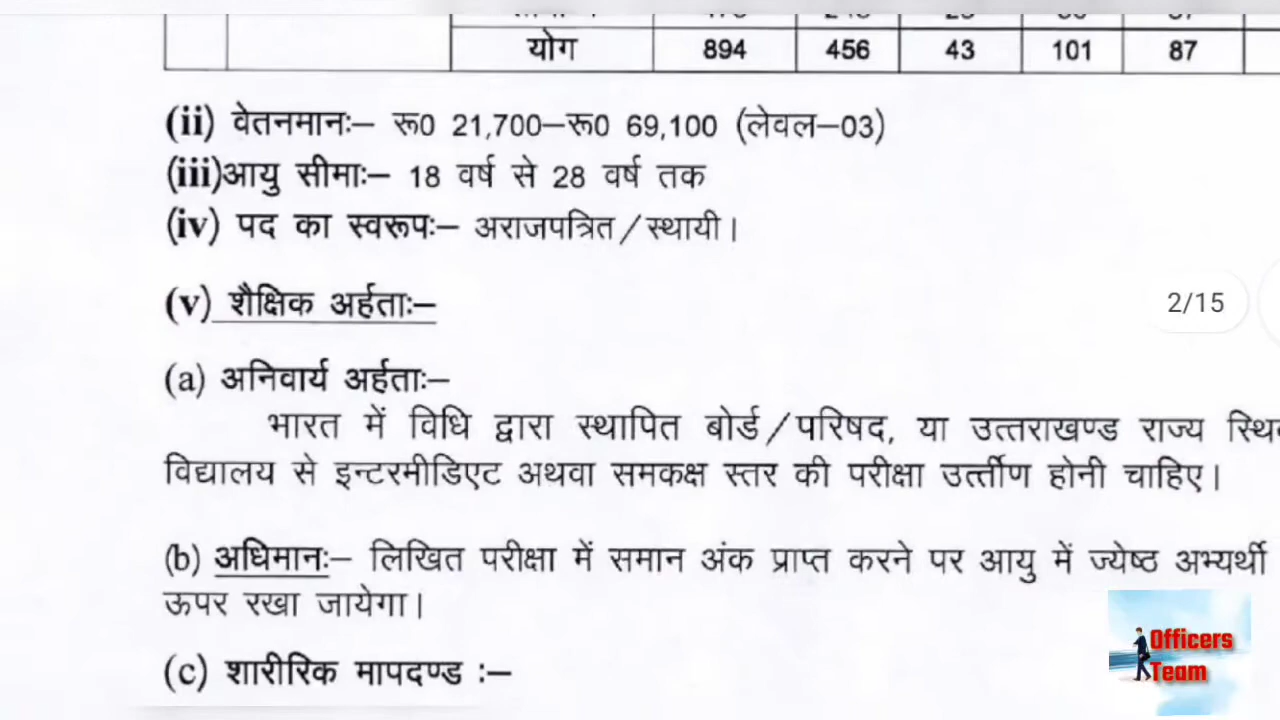 योग 894 456 43 101 87
(ii) वेतनमानः– रू0 21,700–रू0 69,100 (लेवल–03)
(iii)आयु सीमाः– 18 वर्ष से 28 वर्ष तक
(iv) पद का स्वरूपः– अराजपत्रित/स्थायी।
(v) शैक्षिक अर्हताः–
2/15
(a) अनिवार्य अर्हताः–
भारत में विधि द्वारा स्थापित बोर्ड/परिषद, या उत्तराखण्ड राज्य
विद्यालय से इन्टरमीडिएट अथवा समकक्ष स्तर की परीक्षा उर्त्तीण होनी चाहिए।
(b) अधिमानः– लिखित परीक्षा में समान अंक प्राप्त करने पर आयु में ज्येष्ठ अभ्यर्थी
ऊपर रखा जायेगा।
(c) शारीरिक मापदण्ड :–
Officers
Team